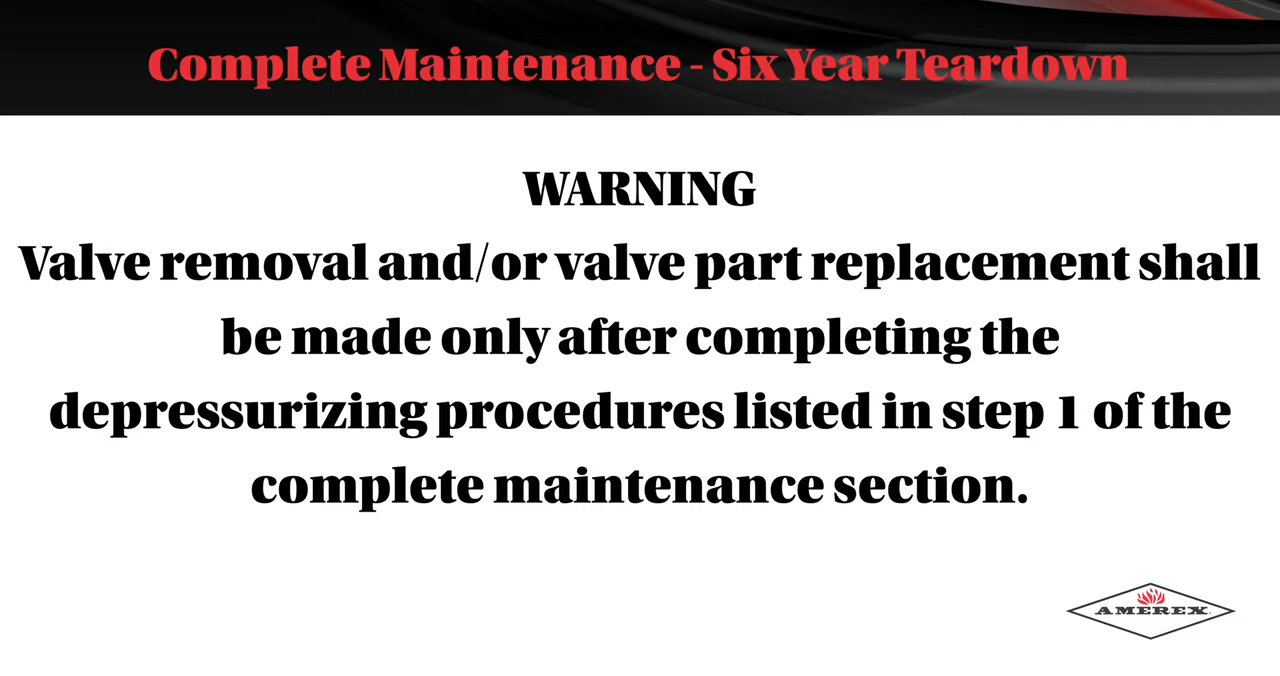 Complete Maintenance - Six Year Teardown
WARNING
Valve removal and/or valve part replacement shall
be made only after completing the
depressurizing procedures listed in step 1 of the
complete maintenance section.
AMEREX